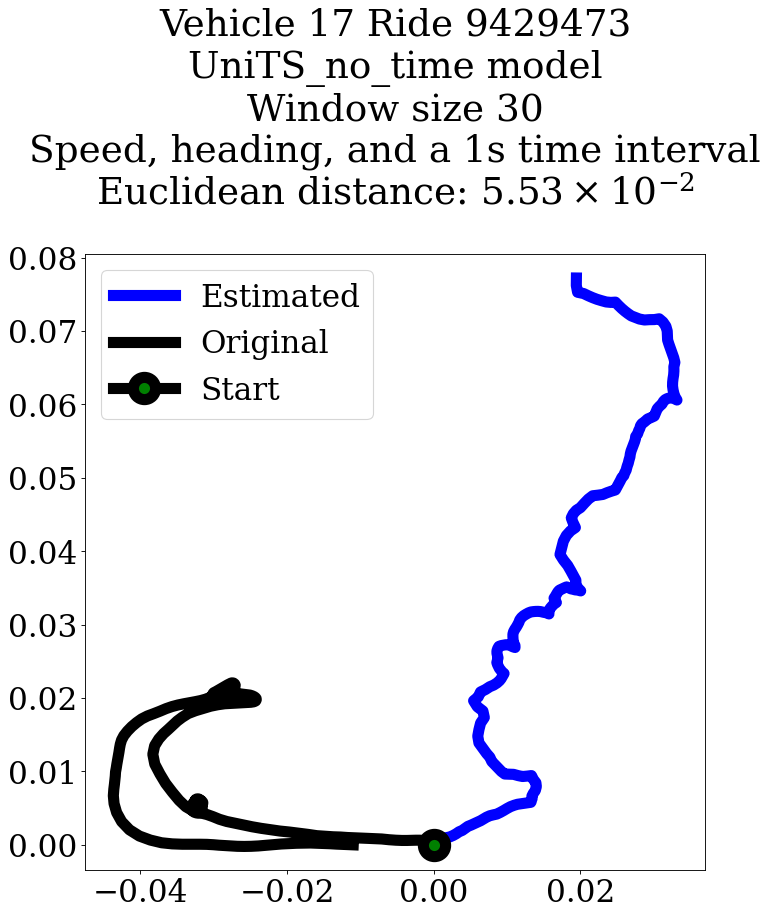 Vehicle 17 Ride 9429473
UniTS_no_time model
Window size 30
Speed, heading, and a 1s time interval
Euclidean distance: 5.53 × 10⁻²
0.08
Estimated
0.07
Original
Start
0.06
0.05
0.04
0.03
0.02
0.01
0.00
−0.04
−0.02
0.00
0.02